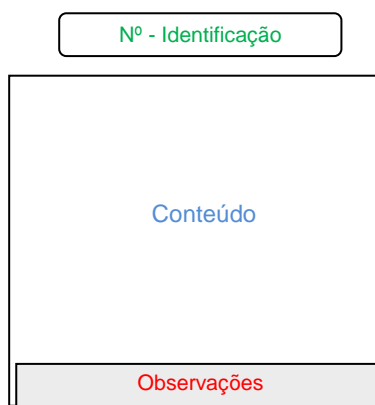 Nº - Identificação
Conteúdo
Observações